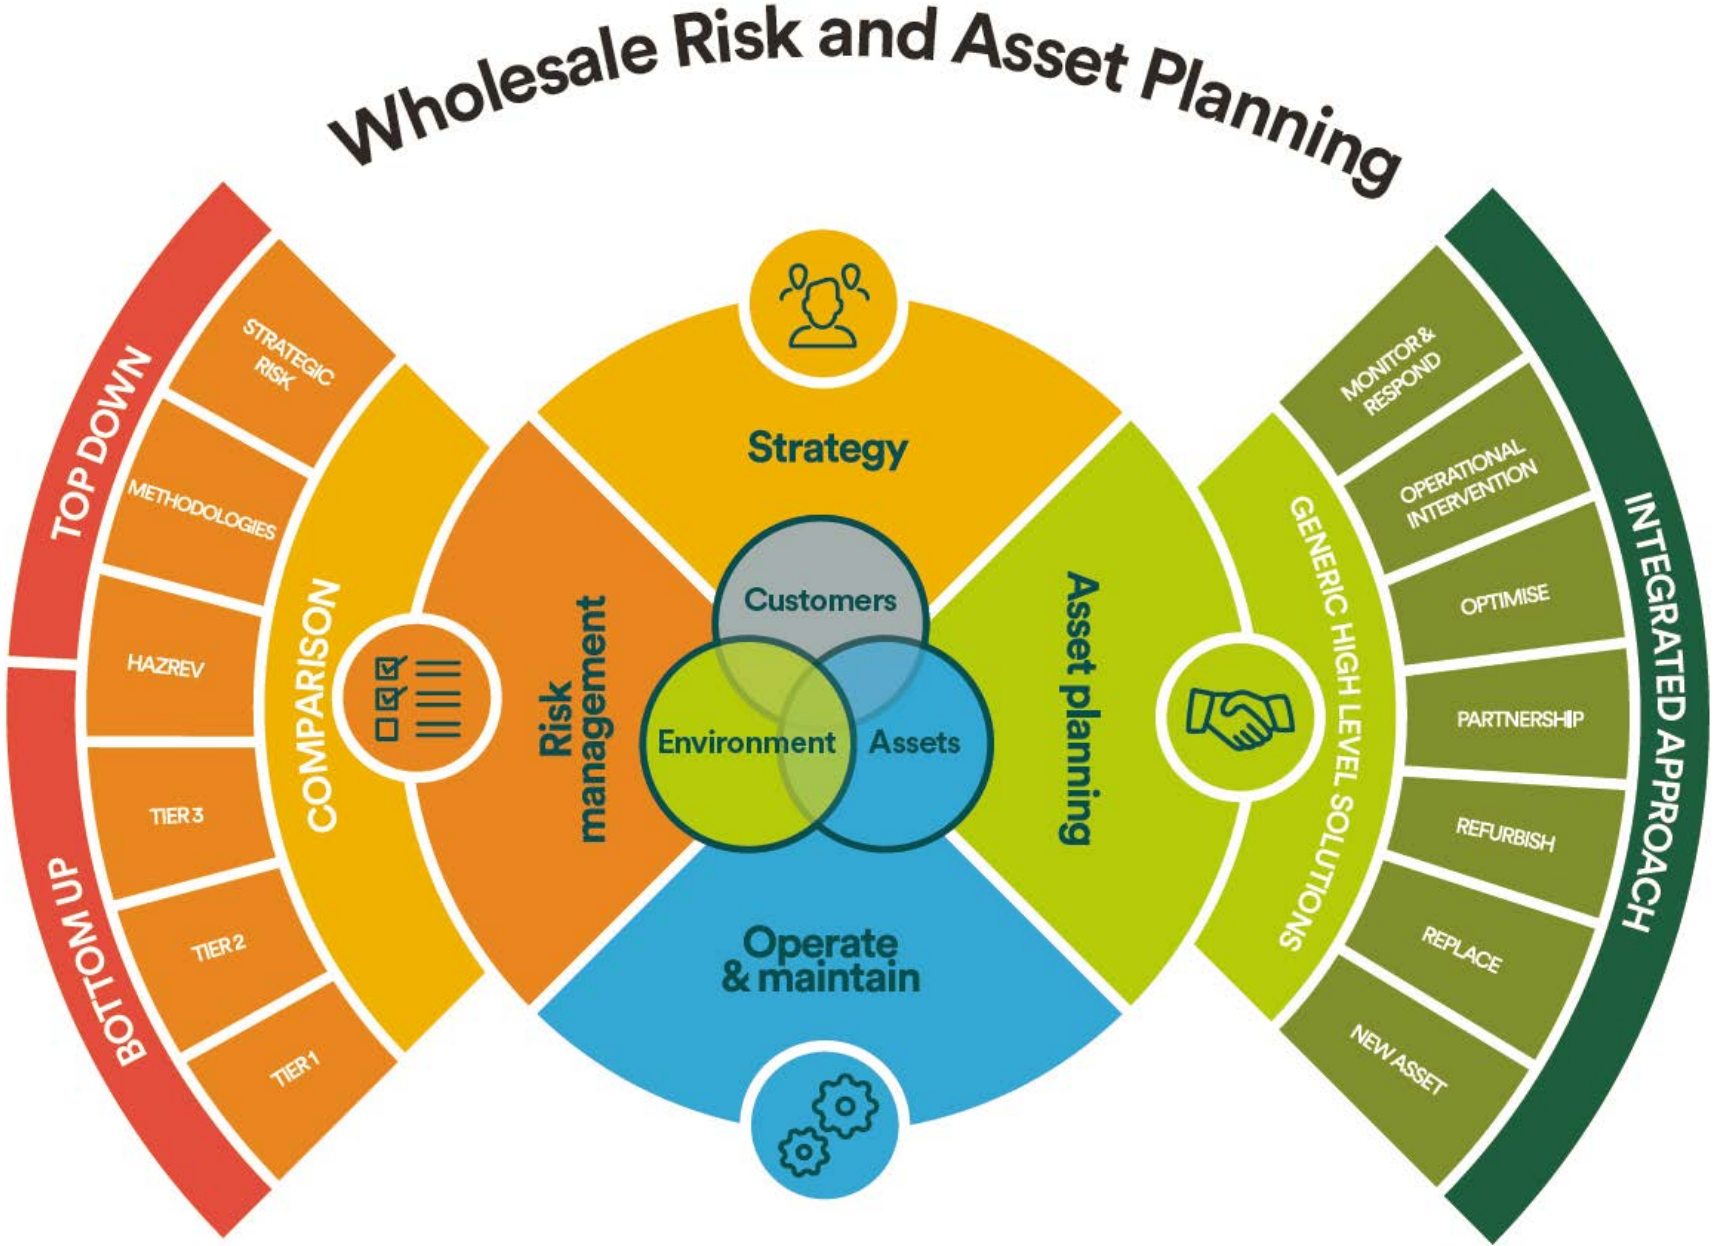 Wholesale Risk and Asset Planning
TOP DOWN
BOTTOM UP
STRATEGIC
RISK
METHODOLOGIES
HAZREV
TIER 3
TIER 2
TIER 1
COMPARISON
Risk
management
Strategy
Customers
Environment
Assets
Operate
& maintain
Asset planning
GENERIC HIGH LEVEL SOLUTIONS
MONITOR &
RESPOND
OPERATIONAL
INTERVENTION
OPTIMISE
PARTNERSHIP
REFURBISH
REPLACE
NEW ASSET
INTEGRATED APPROACH